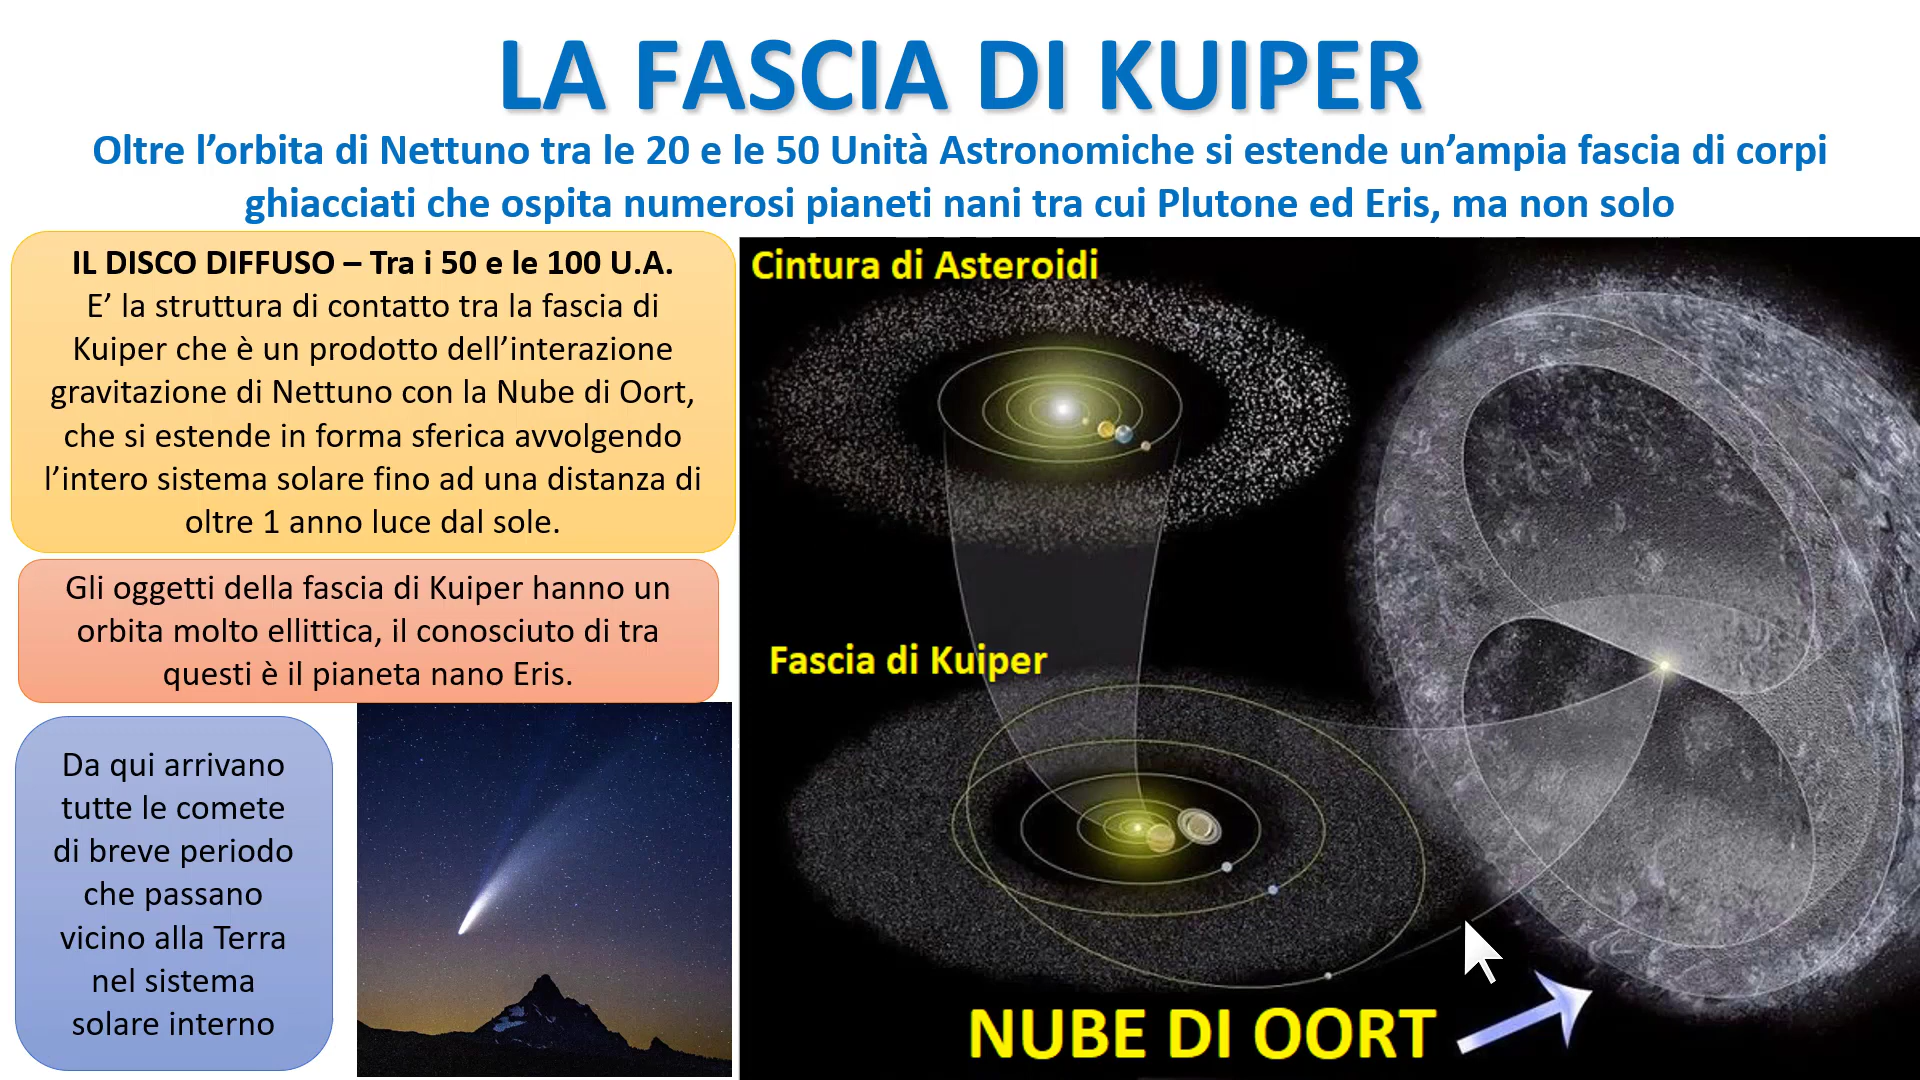 LA FASCIA DI KUIPER
Oltre l’orbita di Nettuno tra le 20 e le 50 Unità Astronomiche si estende un’ampia fascia di corpi
ghiacciati che ospita numerosi pianeti nani tra cui Plutone ed Eris, ma non solo
IL DISCO DIFFUSO – Tra i 50 e le 100 U.A.
E’ la struttura di contatto tra la fascia di
Kuiper che è un prodotto dell’interazione
gravitazione di Nettuno con la Nube di Oort,
che si estende in forma sferica avvolgendo
l’intero sistema solare fino ad una distanza di
oltre 1 anno luce dal sole.
Gli oggetti della fascia di Kuiper hanno un
orbita molto ellittica, il conosciuto di tra
questi è il pianeta nano Eris.
Da qui arrivano
tutte le comete
di breve periodo
che passano
vicino alla Terra
nel sistema
solare interno
Cintura di Asteroidi
Fascia di Kuiper
NUBE DI OORT